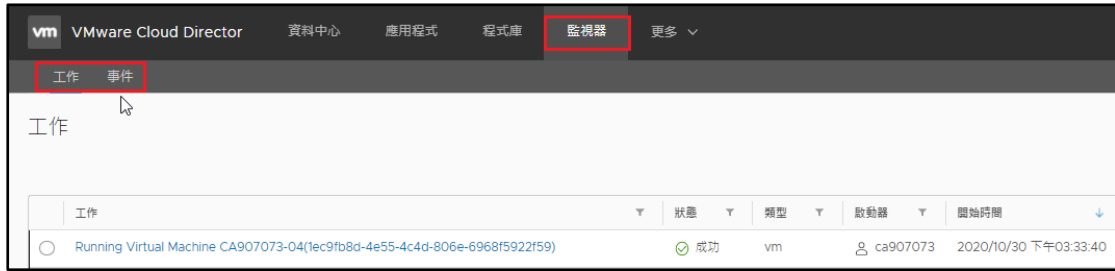 vm VMware Cloud Director 資料中心 應用程式 程式庫 監視器 更多
工作 事件
工作
工作 狀態 類型 啟動器 開始時間
Running Virtual Machine CA907073-04(1ec9fb8d-4e55-4c4d-806e-6968f5922f59) 成功 vm ca907073 2020/10/30 下午03:33:40